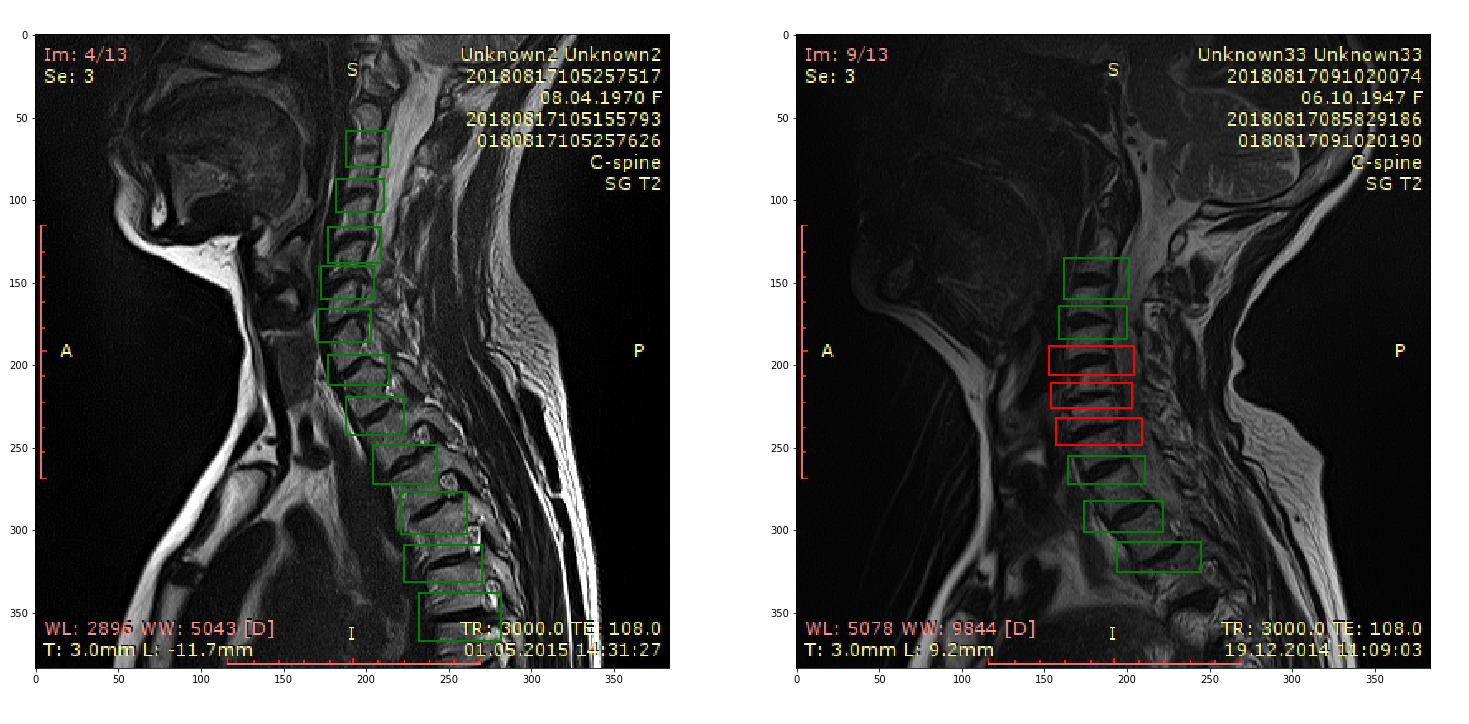 Im: 4/13
Se: 3
S
Unknown2 Unknown2
20180817105257517
08.04.1970 F
20180817105155793
018081710525​7626
C-spine
SG T2
A
P
WL: 2896 WW: 5043 [D]
T: 3.0mm L: -11.7mm
I
TR: 3000.0 TE: 108.0
01.05.2015 14:31:27
0
50
100
150
200
250
300
350
0
50
100
150
200
250
300
350
Im: 9/13
Se: 3
S
Unknown33 Unknown33
20180817091020074
06.10.1947 F
20180817085829186
018081709102​0190
C-spine
SG T2
A
P
WL: 5078 WW: 9844 [D]
T: 3.0mm L: 9.2mm
I
TR: 3000.0 TE: 108.0
19.12.2014 11:09:03
0
50
100
150
200
250
300
350
0
50
100
150
200
250
300
350